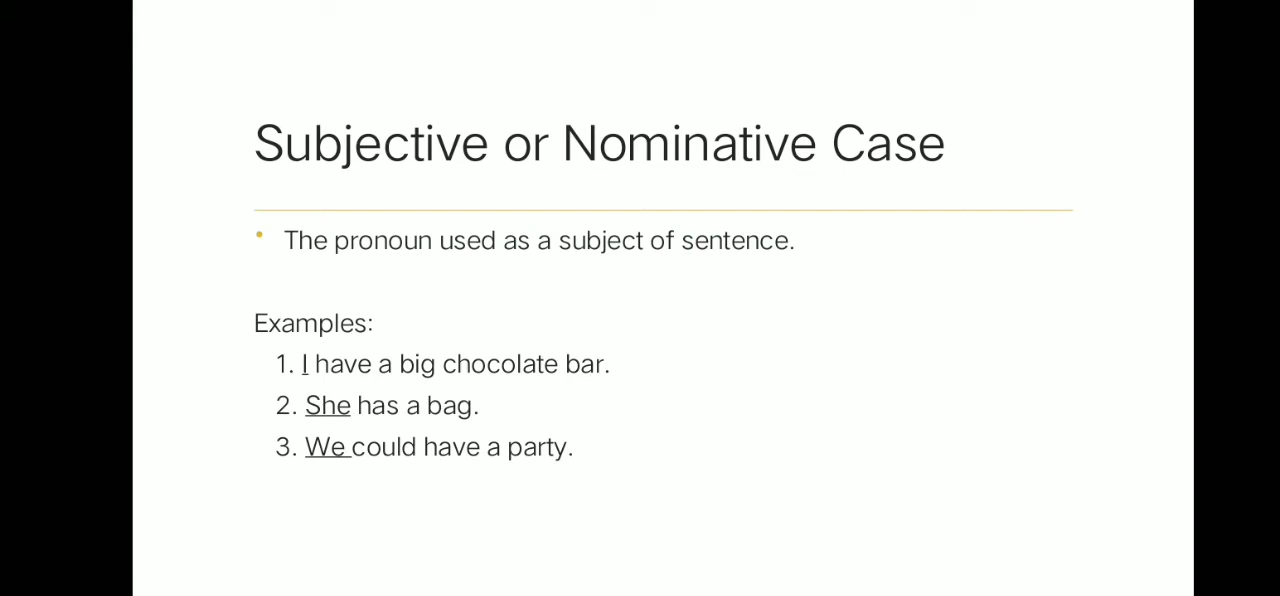 Subjective or Nominative Case
• The pronoun used as a subject of sentence.
Examples:
1. I have a big chocolate bar.
2. She has a bag.
3. We could have a party.